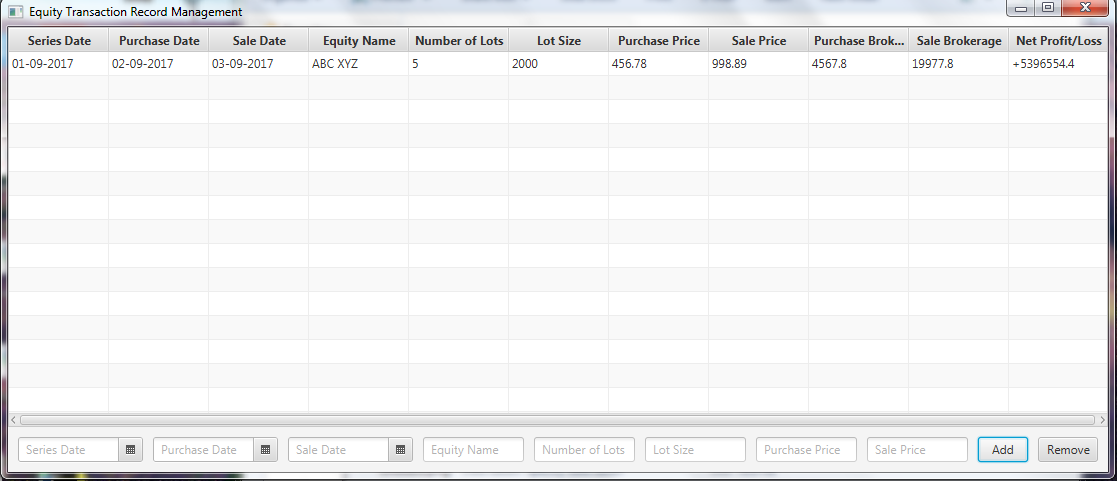 Equity Transaction Record Management
Series Date Purchase Date Sale Date Equity Name Number of Lots Lot Size Purchase Price Sale Price Purchase Brok... Sale Brokerage Net Profit/Loss
01-09-2017 02-09-2017 03-09-2017 ABC XYZ 5 2000 456.78 998.89 4567.8 19977.8 +5396554.4
Series Date Purchase Date Sale Date Equity Name Number of Lots Lot Size Purchase Price Sale Price Add Remove